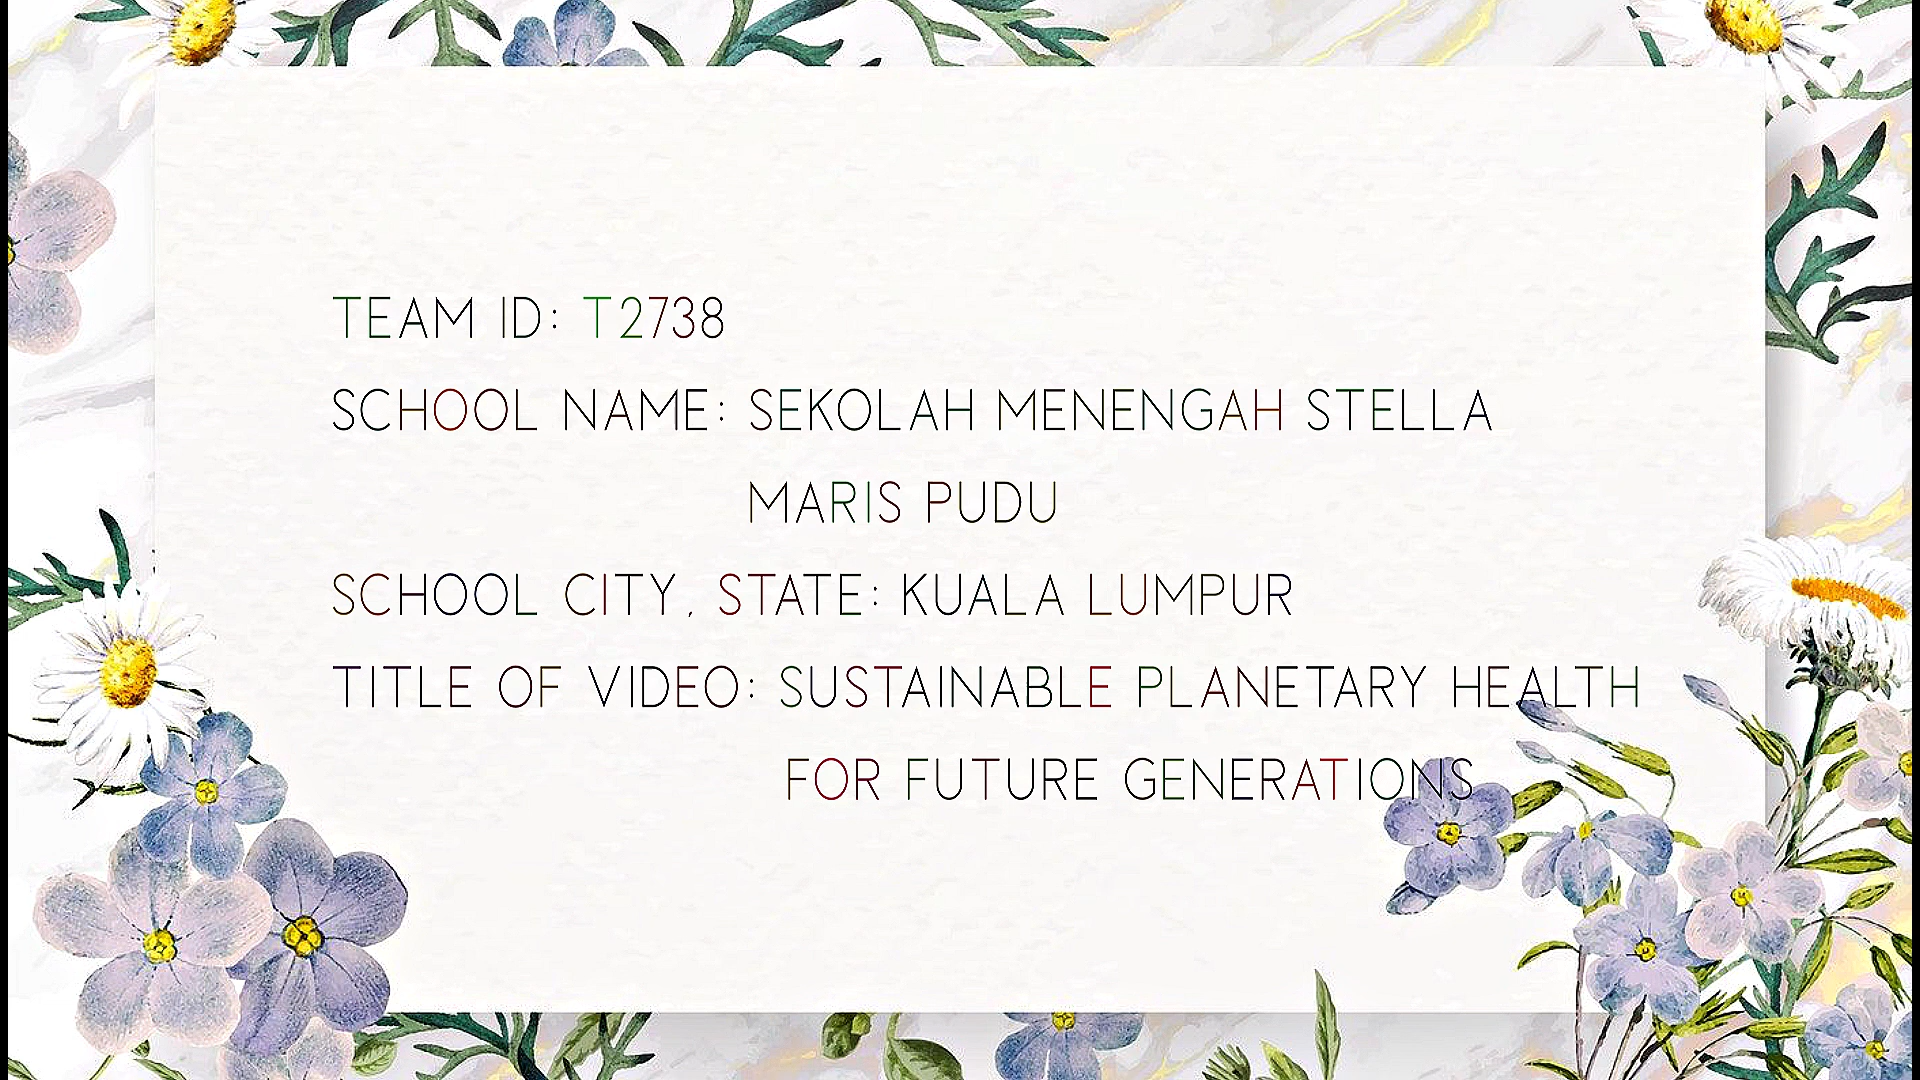 TEAM ID: T2738
SCHOOL NAME: SEKOLAH MENENGAH STELLA
MARIS PUDU
SCHOOL CITY, STATE: KUALA LUMPUR
TITLE OF VIDEO: SUSTAINABLE PLANETARY HEALTH
FOR FUTURE GENERATIONS